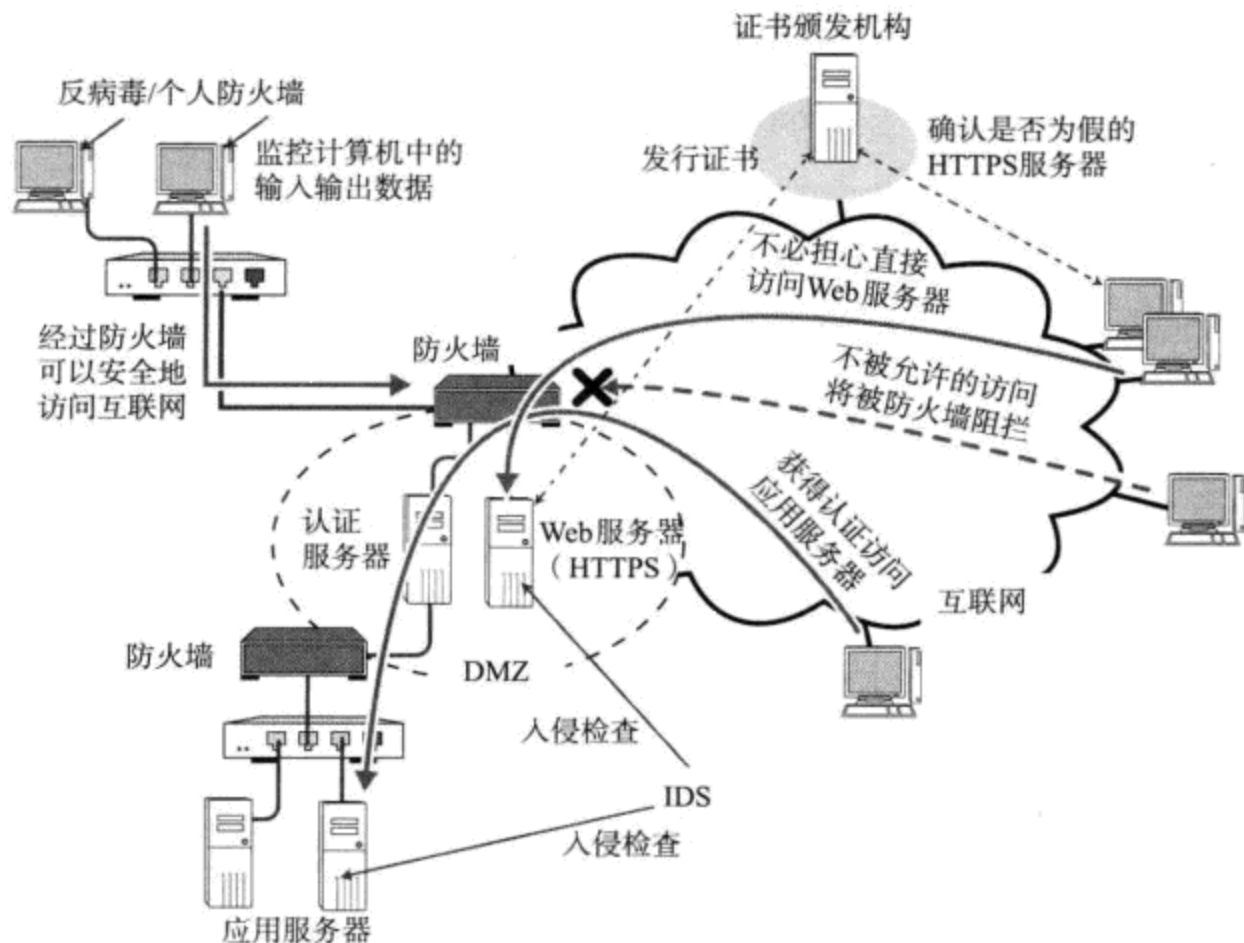 证书颁发机构
反病毒/个人防火墙
监控计算机中的
输入输出数据
发行证书
确认是否为假的
HTTPS服务器
不必担心直接
访问Web服务器
经过防火墙
可以安全地
访问互联网
防火墙
不被允许的访问
将被防火墙阻拦
获得认证访问
应用服务器
认证
服务器
Web服务器
（HTTPS）
互联网
防火墙
DMZ
入侵检查
IDS
入侵检查
应用服务器